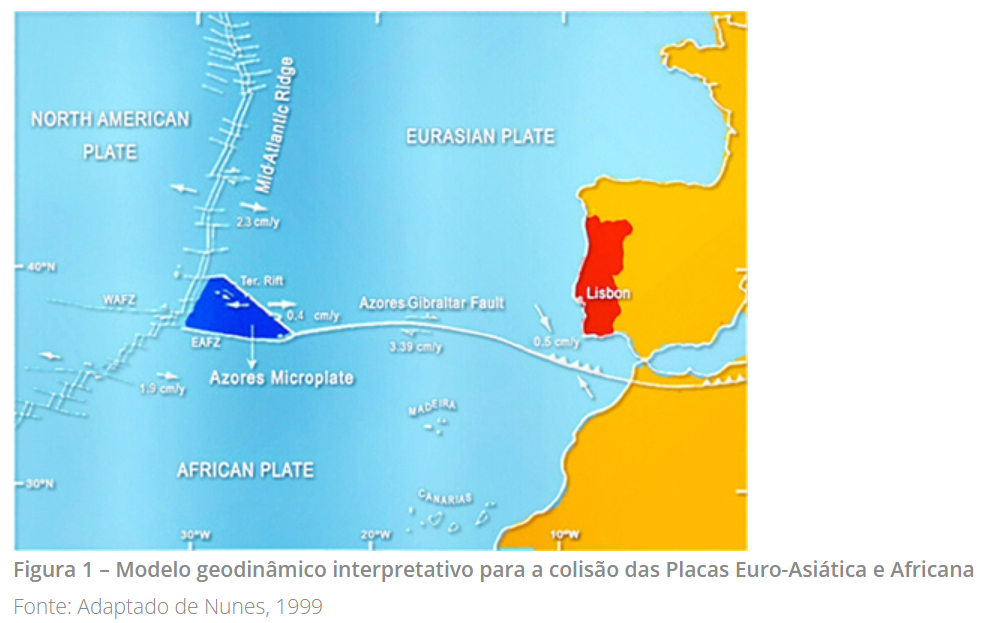 NORTH AMERICAN
PLATE
Mid Atlantic Ridge
EURASIAN PLATE
2.3 cm/y
40°N
Ter. Rift
WAFZ
0.4 cm/y
Azores Gibraltar Fault
Lisbon
EAFZ
3.39 cm/y
0.5 cm/y
Azores Microplate
1.9 cm/y
MADEIRA
AFRICAN PLATE
30°N
CANARIAS
30°W
20°W
10°W
Figura 1 – Modelo geodinâmico interpretativo para a colisão das Placas Euro-Asiática e Africana
Fonte: Adaptado de Nunes, 1999